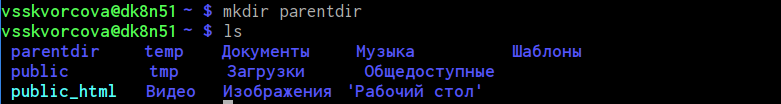 vsskvorcova@dk8n51 ~ $ mkdir parentdir
vsskvorcova@dk8n51 ~ $ ls
parentdir temp Документы Музыка Шаблоны
public tmp Загрузки Общедоступные
public_html Видео Изображения 'Рабочий стол'